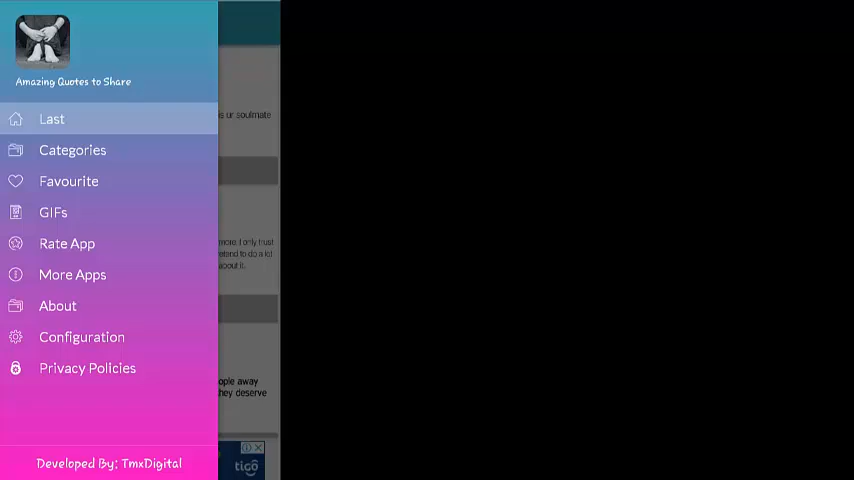 Amazing Quotes to Share
Last
is ur soulmate
Categories
Favourite
GIFs
more. I only trust
Rate App
etend to do a lot
about it.
More Apps
About
Configuration
Privacy Policies
ople away
hey deserve
Developed By: TmxDigital
tigo